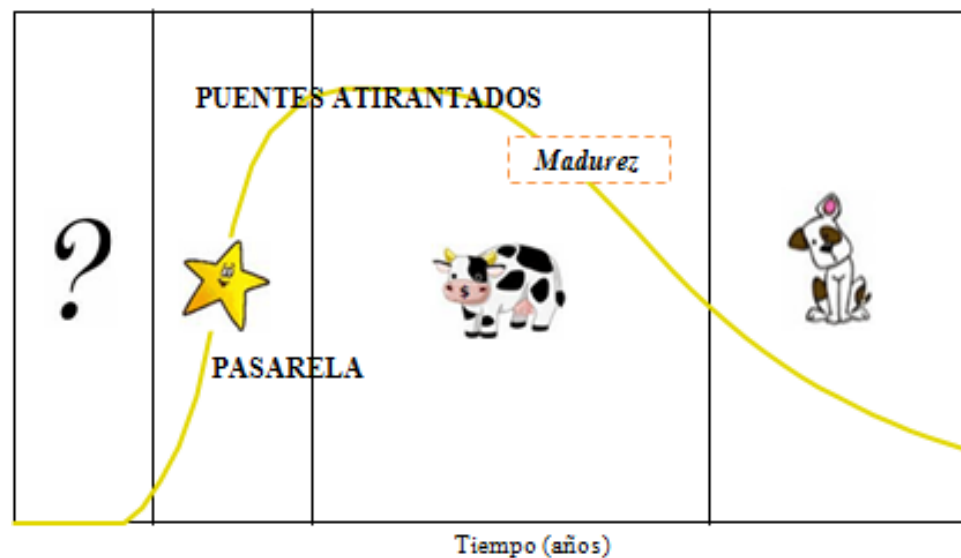 PUENTES ATIRANTADOS
Madurez
?
$
PASARELA
Tiempo (años)